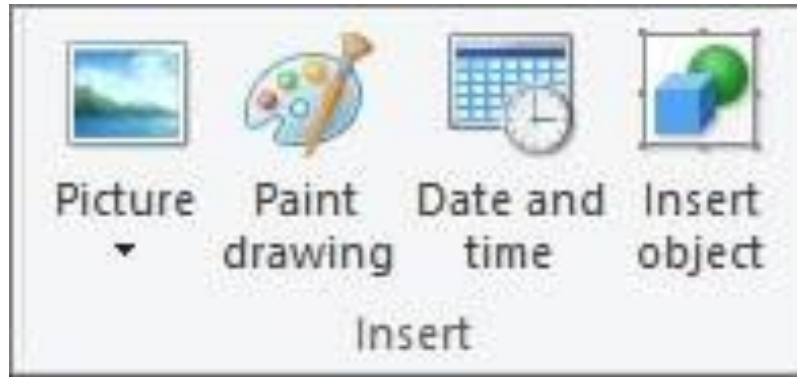 Picture
Paint
drawing
Date and
time
Insert
object
Insert